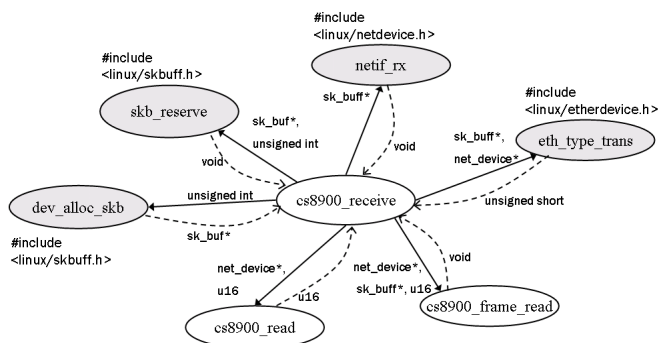 #include
<linux/netdevice.h>
netif_rx
#include
<linux/skbuff.h>
skb_reserve
sk_buff*
void
#include
<linux/etherdevice.h>
eth_type_trans
sk_buf*,
unsigned int
void
sk_buff*,
net_device*
unsigned short
dev_alloc_skb
unsigned int
sk_buf*
#include
<linux/skbuff.h>
cs8900_receive
net_device*,
u16
u16
cs8900_read
net_device*,
sk_buff*, u16
void
cs8900_frame_read